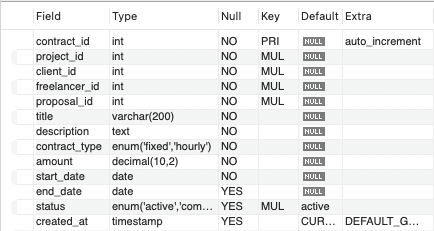 Field Type Null Key Default Extra
contract_id int NO PRI NULL auto_increment
project_id int NO MUL NULL
client_id int NO MUL NULL
freelancer_id int NO MUL NULL
proposal_id int NO MUL NULL
title varchar(200) NO NULL
description text NO NULL
contract_type enum('fixed','hourly') NO NULL
amount decimal(10,2) NO NULL
start_date date NO NULL
end_date date YES NULL
status enum('active','com... YES MUL active
created_at timestamp YES CUR... DEFAULT_G...